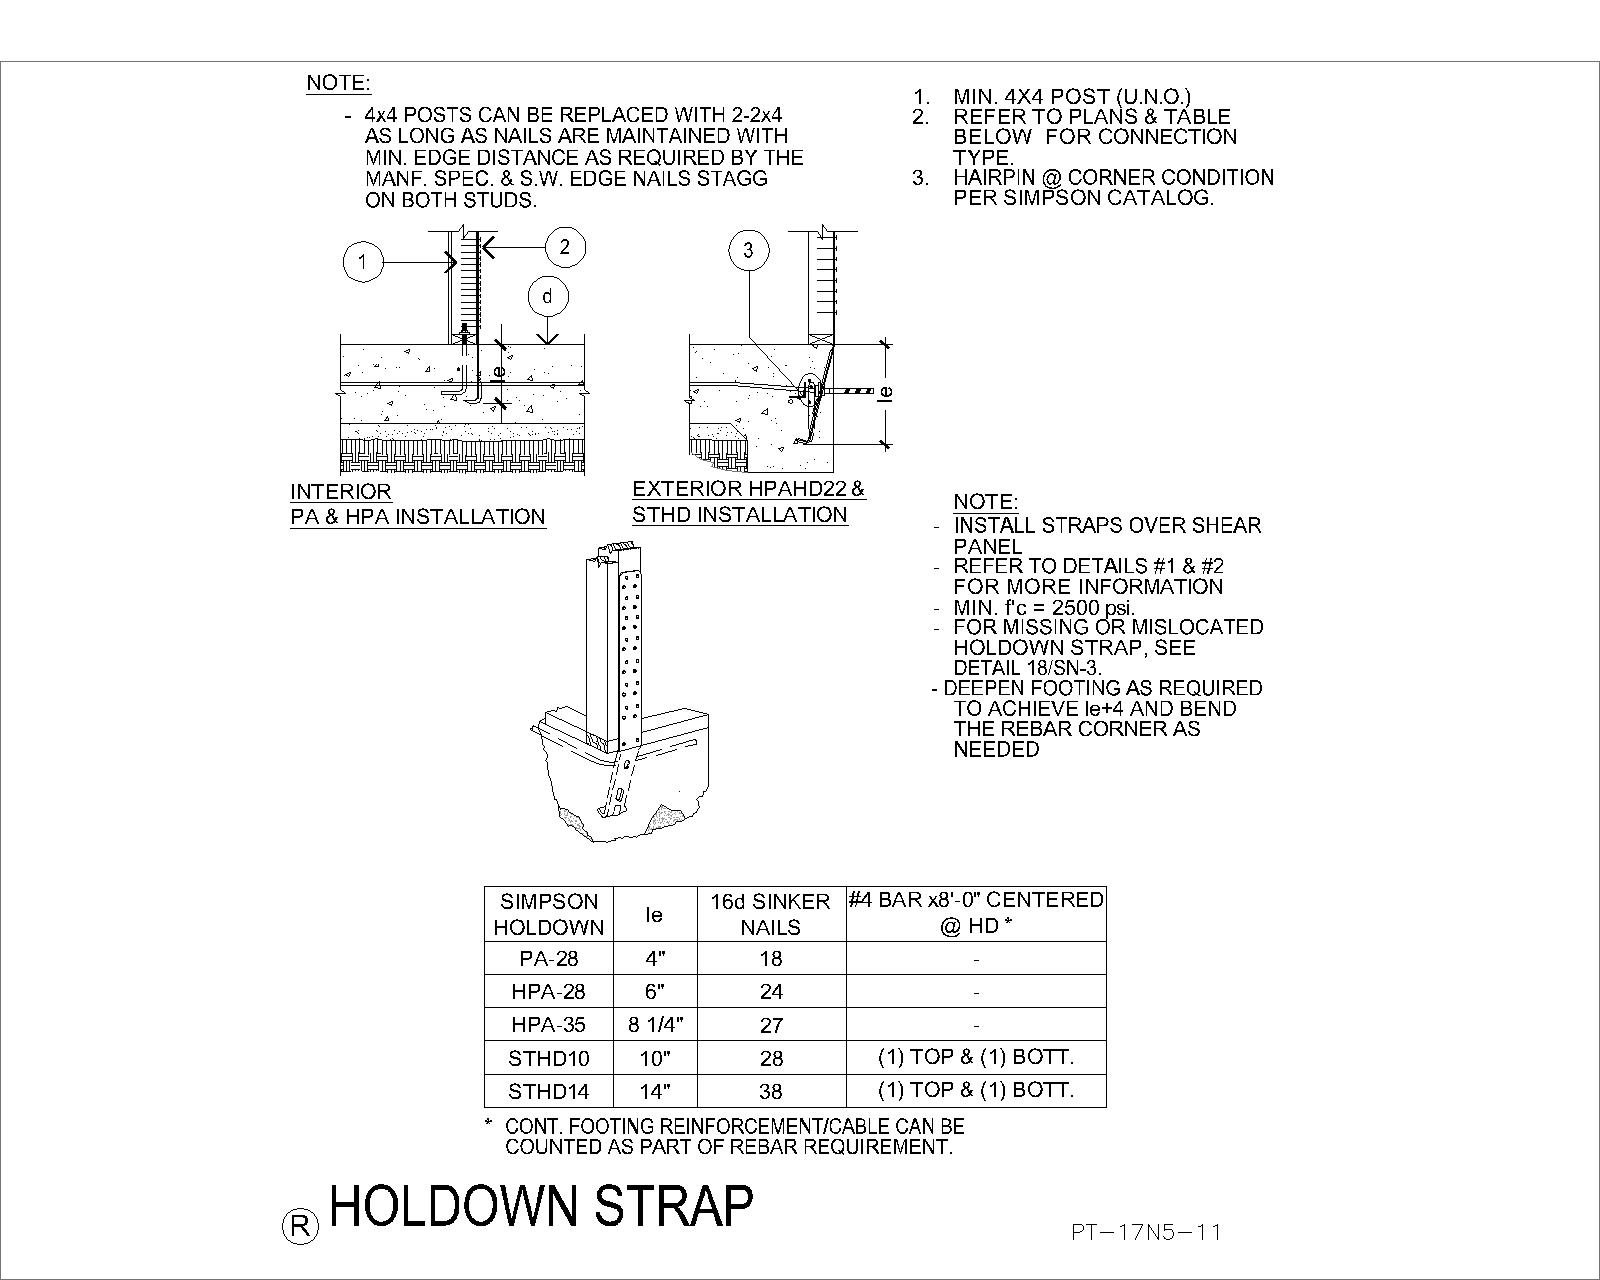 NOTE:
- 4x4 POSTS CAN BE REPLACED WITH 2-2x4
AS LONG AS NAILS ARE MAINTAINED WITH
MIN. EDGE DISTANCE AS REQUIRED BY THE
MANF. SPEC. & S.W. EDGE NAILS STAGG
ON BOTH STUDS.
1. MIN. 4X4 POST (U.N.O.)
2. REFER TO PLANS & TABLE
BELOW FOR CONNECTION
TYPE.
3. HAIRPIN @ CORNER CONDITION
PER SIMPSON CATALOG.
1
2
d
le
3
le
INTERIOR
PA & HPA INSTALLATION
EXTERIOR HPAHD22 &
STHD INSTALLATION
NOTE:
- INSTALL STRAPS OVER SHEAR
PANEL
- REFER TO DETAILS #1 & #2
FOR MORE INFORMATION
- MIN. f'c = 2500 psi.
- FOR MISSING OR MISLOCATED
HOLDOWN STRAP, SEE
DETAIL 18/SN-3.
- DEEPEN FOOTING AS REQUIRED
TO ACHIEVE le+4 AND BEND
THE REBAR CORNER AS
NEEDED
SIMPSON HOLDOWN le 16d SINKER NAILS #4 BAR x8'-0" CENTERED @ HD *
PA-28 4" 18 -
HPA-28 6" 24 -
HPA-35 8 1/4" 27 -
STHD10 10" 28 (1) TOP & (1) BOTT.
STHD14 14" 38 (1) TOP & (1) BOTT.
* CONT. FOOTING REINFORCEMENT/CABLE CAN BE
COUNTED AS PART OF REBAR REQUIREMENT.
R HOLDOWN STRAP
PT-17N5-11